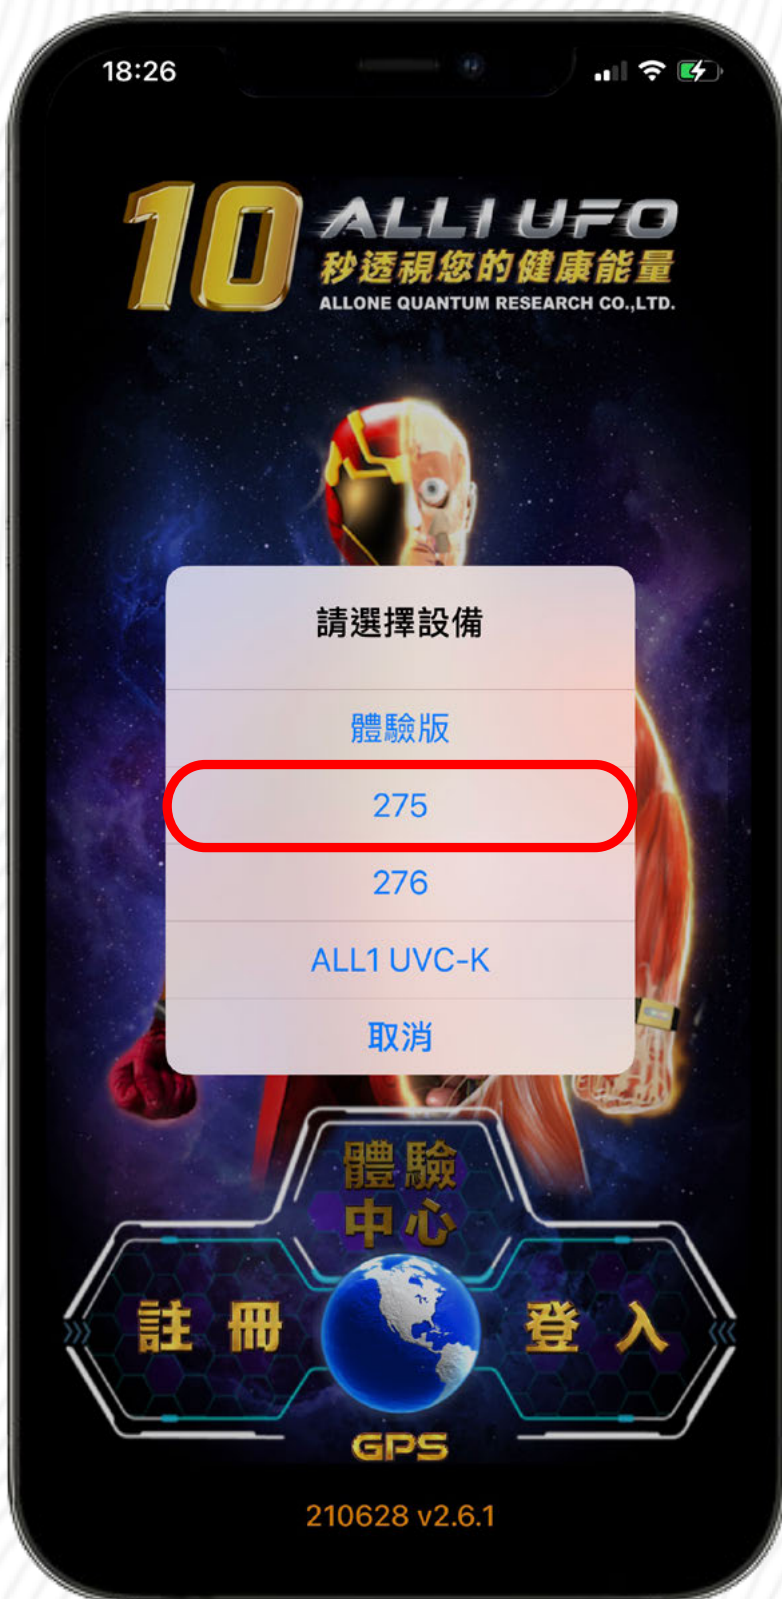 18:26
10 ALL1 UFO
秒透視您的健康能量
ALLONE QUANTUM RESEARCH CO.,LTD.
請選擇設備
體驗版
275
276
ALL1 UVC-K
取消
體驗
中心
註冊
登入
GPS
210628 v2.6.1